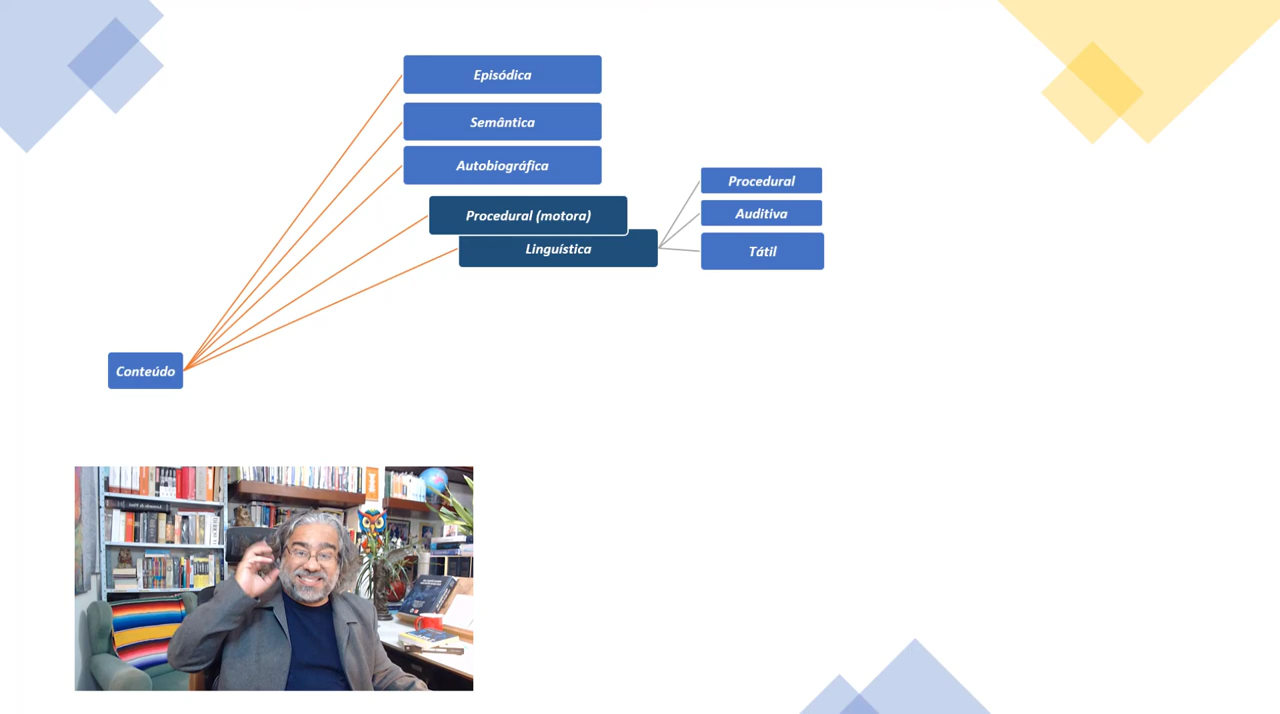 Episódica
Semântica
Autobiográfica
Procedural (motora)
Linguística
Procedural
Auditiva
Tátil
Conteúdo